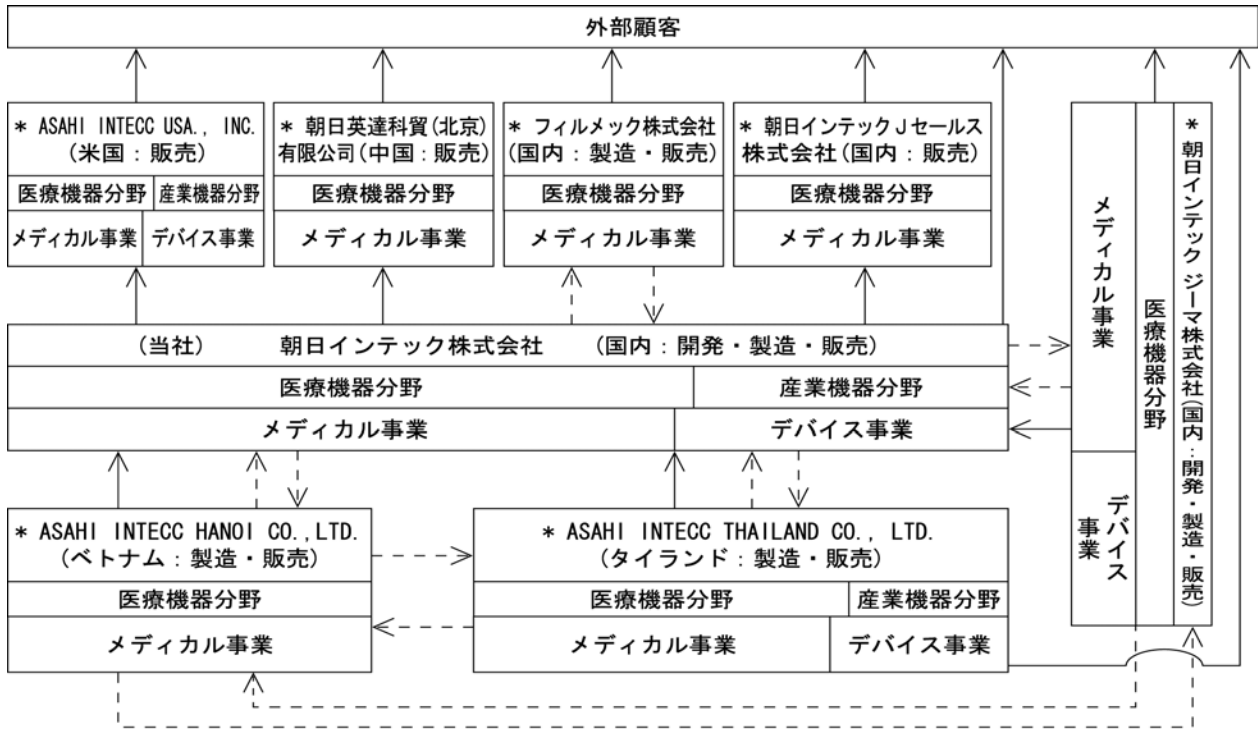 外部顧客
* ASAHI INTECC USA., INC.
(米国：販売)
医療機器分野
産業機器分野
メディカル事業
デバイス事業
* 朝日英達科貿(北京)
有限公司(中国：販売)
医療機器分野
メディカル事業
* フィルメック株式会社
(国内：製造・販売)
医療機器分野
メディカル事業
* 朝日インテックＪセールス
株式会社(国内：販売)
医療機器分野
メディカル事業
(当社)　朝日インテック株式会社　(国内：開発・製造・販売)
医療機器分野
産業機器分野
メディカル事業
デバイス事業
* ASAHI INTECC HANOI CO.,LTD.
(ベトナム：製造・販売)
医療機器分野
メディカル事業
* ASAHI INTECC THAILAND CO., LTD.
(タイランド：製造・販売)
医療機器分野
産業機器分野
メディカル事業
デバイス事業
* 朝日インテック ジーマ株式会社(国内：開発・製造・販売)
医療機器分野
メディカル事業
デバイス
事業